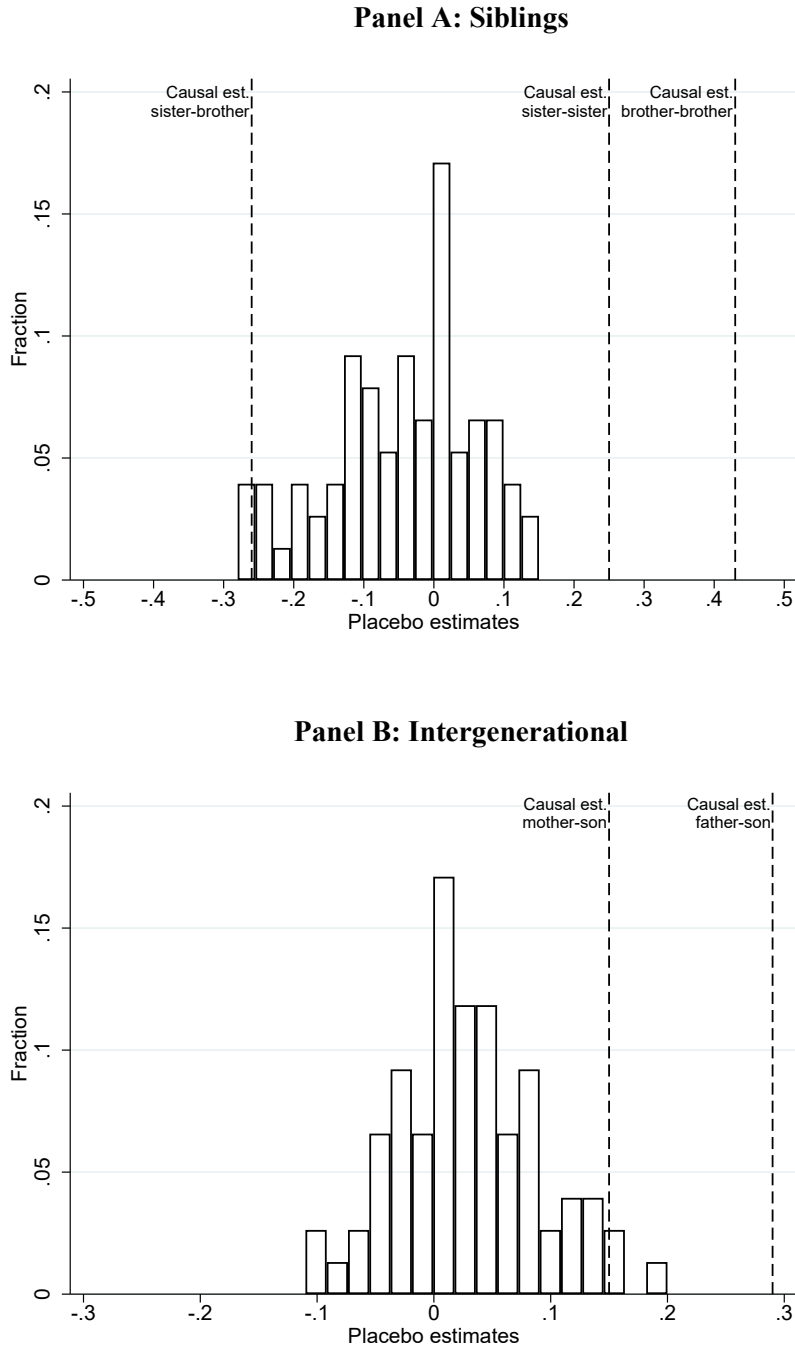 Panel A: Siblings
Causal est.
sister-brother
Causal est.
sister-sister
Causal est.
brother-brother
.2
.15
.1
.05
0
Fraction
-.5 -.4 -.3 -.2 -.1 0 .1 .2 .3 .4 .5
Placebo estimates
Panel B: Intergenerational
Causal est.
mother-son
Causal est.
father-son
.2
.15
.1
.05
0
Fraction
-.3 -.2 -.1 0 .1 .2 .3
Placebo estimates